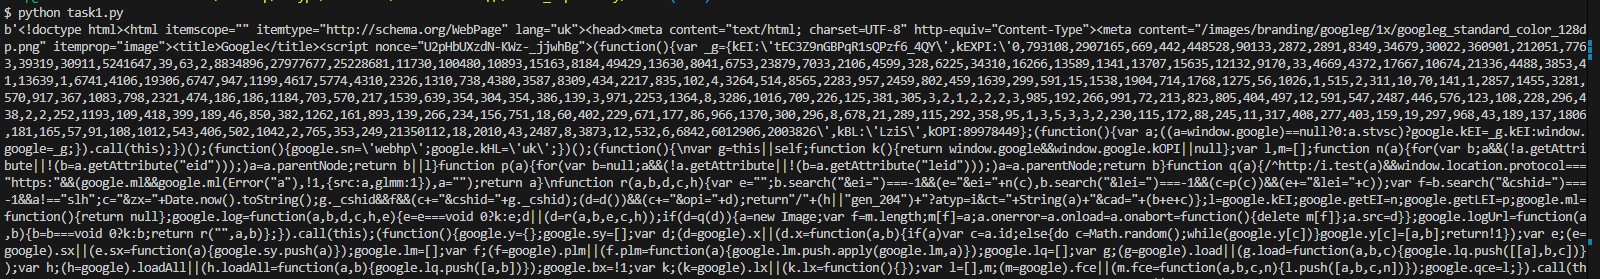 $ python task1.py
b'<!doctype html><html itemscope="" itemtype="http://schema.org/WebPage" lang="uk"><head><meta content="text/html; charset=UTF-8" http-equiv="Content-Type"><meta content="/images/branding/googleg/1x/googleg_standard_color_128d
p.png" itemprop="image"><title>Google</title><script nonce="U2pHbUXzdN-KWz-_jjwhBg">(function(){var _g={kEI:\'tEC3Z9nGBPqR1sQPzf6_4QY\',kEXPI:\'0,793108,2907165,669,442,448528,90133,2872,2891,8349,34679,30022,360901,212051,776
3,39319,30911,5241647,39,63,2,8834896,27977677,25228681,11730,100480,10893,15163,8184,49429,13630,8041,6753,23879,7033,2106,4599,328,6225,34310,16266,13589,1341,13707,15635,12132,9170,33,4669,4372,17667,10674,21336,4488,3853,4
1,13639,1,6741,4106,19306,6747,947,1199,4617,5774,4310,2326,1310,738,4380,3587,8309,434,2217,835,102,4,3264,514,8565,2283,957,2459,802,459,1639,299,591,15,1538,1904,714,1768,1275,56,1026,1,515,2,311,10,70,141,1,2857,1455,3281,
570,917,367,1083,798,2321,474,186,186,1184,703,570,217,1539,639,354,304,354,386,139,3,971,2253,1364,8,3286,1016,709,226,125,381,305,3,2,1,2,2,2,3,985,192,266,991,72,213,823,805,404,497,12,591,547,2487,446,576,123,108,228,296,4
38,2,2,252,1193,109,418,399,189,46,850,382,1262,161,893,139,266,234,156,751,18,60,402,229,671,177,86,966,1370,300,296,8,678,21,289,115,292,358,95,1,3,5,3,3,2,230,115,172,88,245,11,317,408,277,403,159,19,297,968,43,189,137,1806
,181,165,57,91,108,1012,543,406,502,1042,2,765,353,249,21350112,18,2010,43,2487,8,3873,12,532,6,6842,6012906,2003826\',kBL:\'LziS\',kOPI:89978449};(function(){var a;((a=window.google)==null?0:a.stvsc)?google.kEI=_g.kEI:window.
google=_g;}).call(this);})();(function(){google.sn=\'webhp\';google.kHL=\'uk\';})();(function(){\nvar g=this||self;function k(){return window.google&&window.google.kOPI||null};var l,m=[];function n(a){for(var b;a&&(!a.getAttri
bute||!(b=a.getAttribute("eid")));)a=a.parentNode;return b||l}function p(a){for(var b=null;a&&(!a.getAttribute||!(b=a.getAttribute("leid")));)a=a.parentNode;return b}function q(a){/^http:/i.test(a)&&window.location.protocol===
"https:"&&(google.ml&&google.ml(Error("a"),!1,{src:a,glmm:1}),a="");return a}\nfunction r(a,b,d,c,h){var e="";b.search("&ei=")===-1&&(e="&ei="+n(c),b.search("&lei=")===-1&&(c=p(c))&&(e+="&lei="+c));var f=b.search("&cshid=")===
-1&&a!=="slh";c="&zx="+Date.now().toString();g._cshid&&f&&(c+="&cshid="+g._cshid);(d=d())&&(c+="&opi="+d);return"/"+(h||"gen_204")+"?atyp=i&ct="+String(a)+"&cad="+(b+e+c)};l=google.kEI;google.getEI=n;google.getLEI=p;google.ml=
function(){return null};google.log=function(a,b,d,c,h,e){e=e===void 0?k:e;d||(d=r(a,b,e,c,h));if(d=q(d)){a=new Image;var f=m.length;m[f]=a;a.onerror=a.onload=a.onabort=function(){delete m[f]};a.src=d}};google.logUrl=function(a
,b){b=b===void 0?k:b;return r("",a,b)};}).call(this);(function(){google.y={};google.sy=[];var d;(d=google).x||(d.x=function(a,b){if(a)var c=a.id;else{do c=Math.random();while(google.y[c])}google.y[c]=[a,b];return!1});var e;(e=
google).sx||(e.sx=function(a){google.sy.push(a)});google.lm=[];var f;(f=google).plm||(f.plm=function(a){google.lm.push.apply(google.lm,a)});google.lq=[];var g;(g=google).load||(g.load=function(a,b,c){google.lq.push([[a],b,c])}
);var h;(h=google).loadAll||(h.loadAll=function(a,b){google.lq.push([a,b])});google.bx=!1;var k;(k=google).lx||(k.lx=function(){});var l=[],m;(m=google).fce||(m.fce=function(a,b,c,n){l.push([a,b,c,n])});google.qce=l;}).call(th